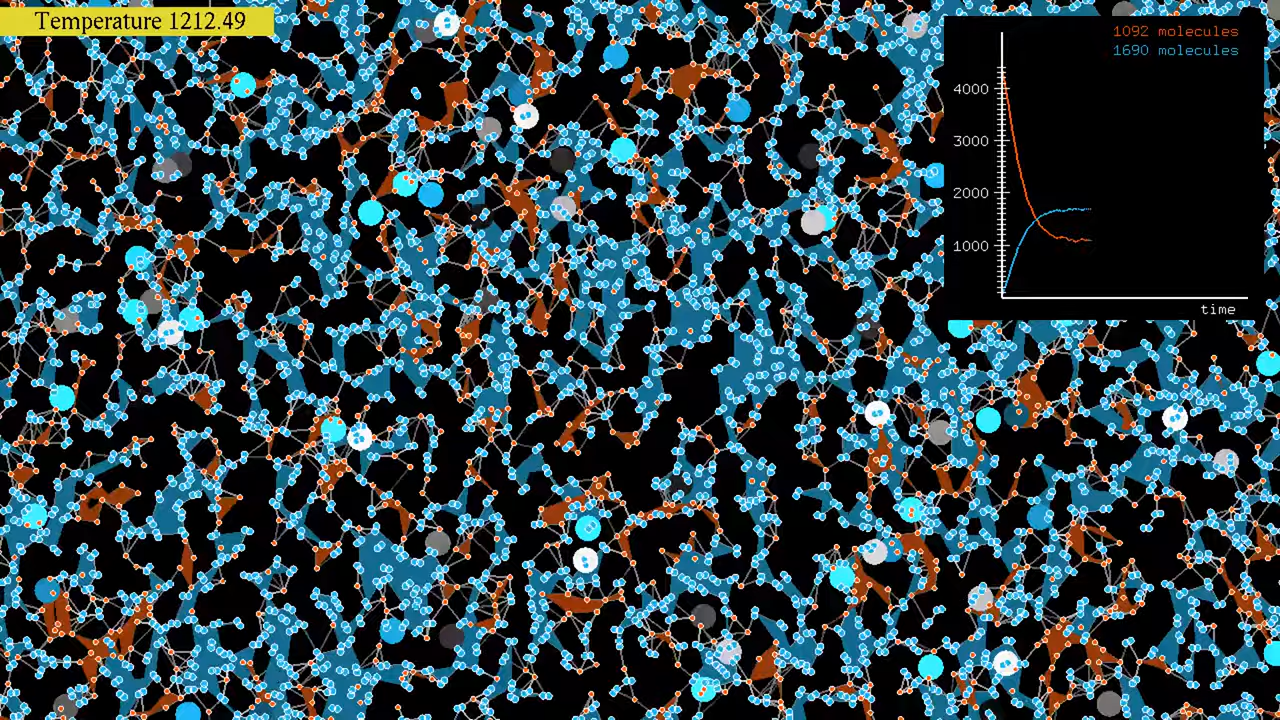 Temperature 1212.49
1092 molecules
1690 molecules
4000
3000
2000
1000
time